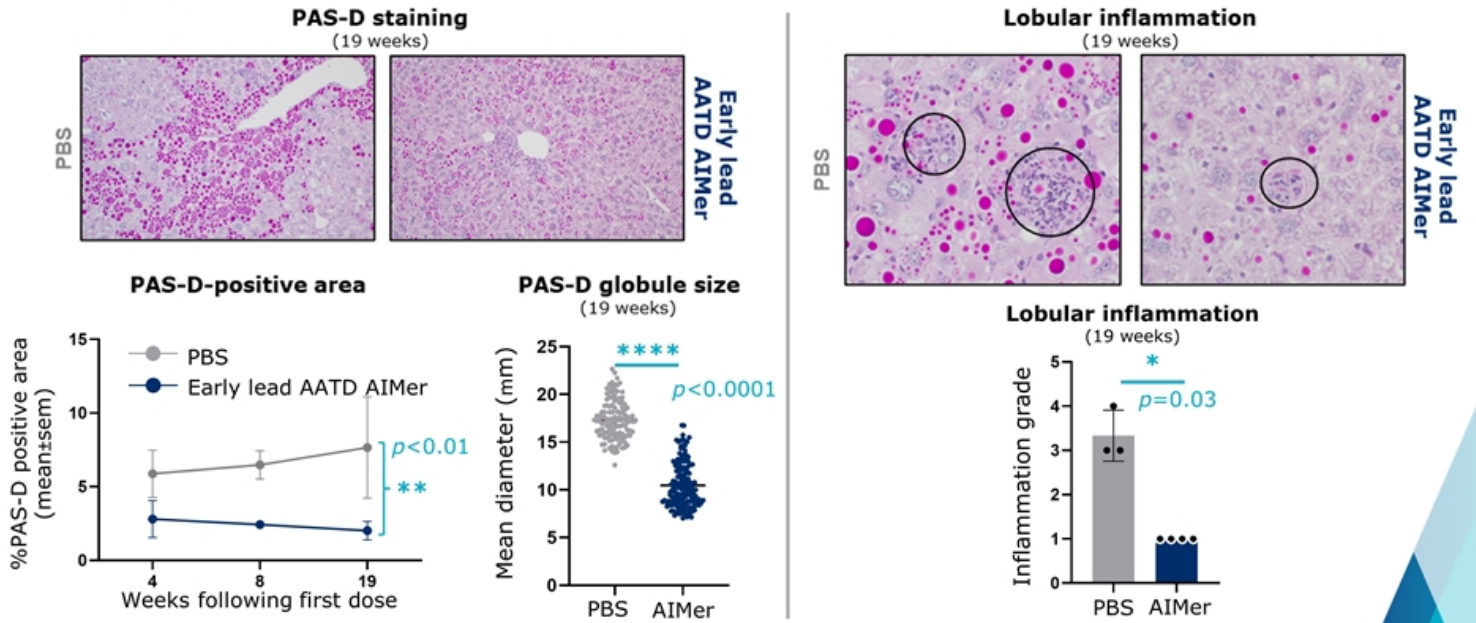 PAS-D staining
(19 weeks)
PBS
Early lead
AATD AIMer
PAS-D-positive area
%PAS-D positive area
(mean±sem)
15
10
5
0
PBS
Early lead AATD AIMer
p<0.01
**
4
8
19
Weeks following first dose
PAS-D globule size
(19 weeks)
Mean diameter (mm)
25
20
15
10
5
0
****
p<0.0001
PBS
AIMer
Lobular inflammation
(19 weeks)
PBS
Early lead
AATD AIMer
Lobular inflammation
(19 weeks)
Inflammation grade
5
4
3
2
1
0
*
p=0.03
PBS
AIMer